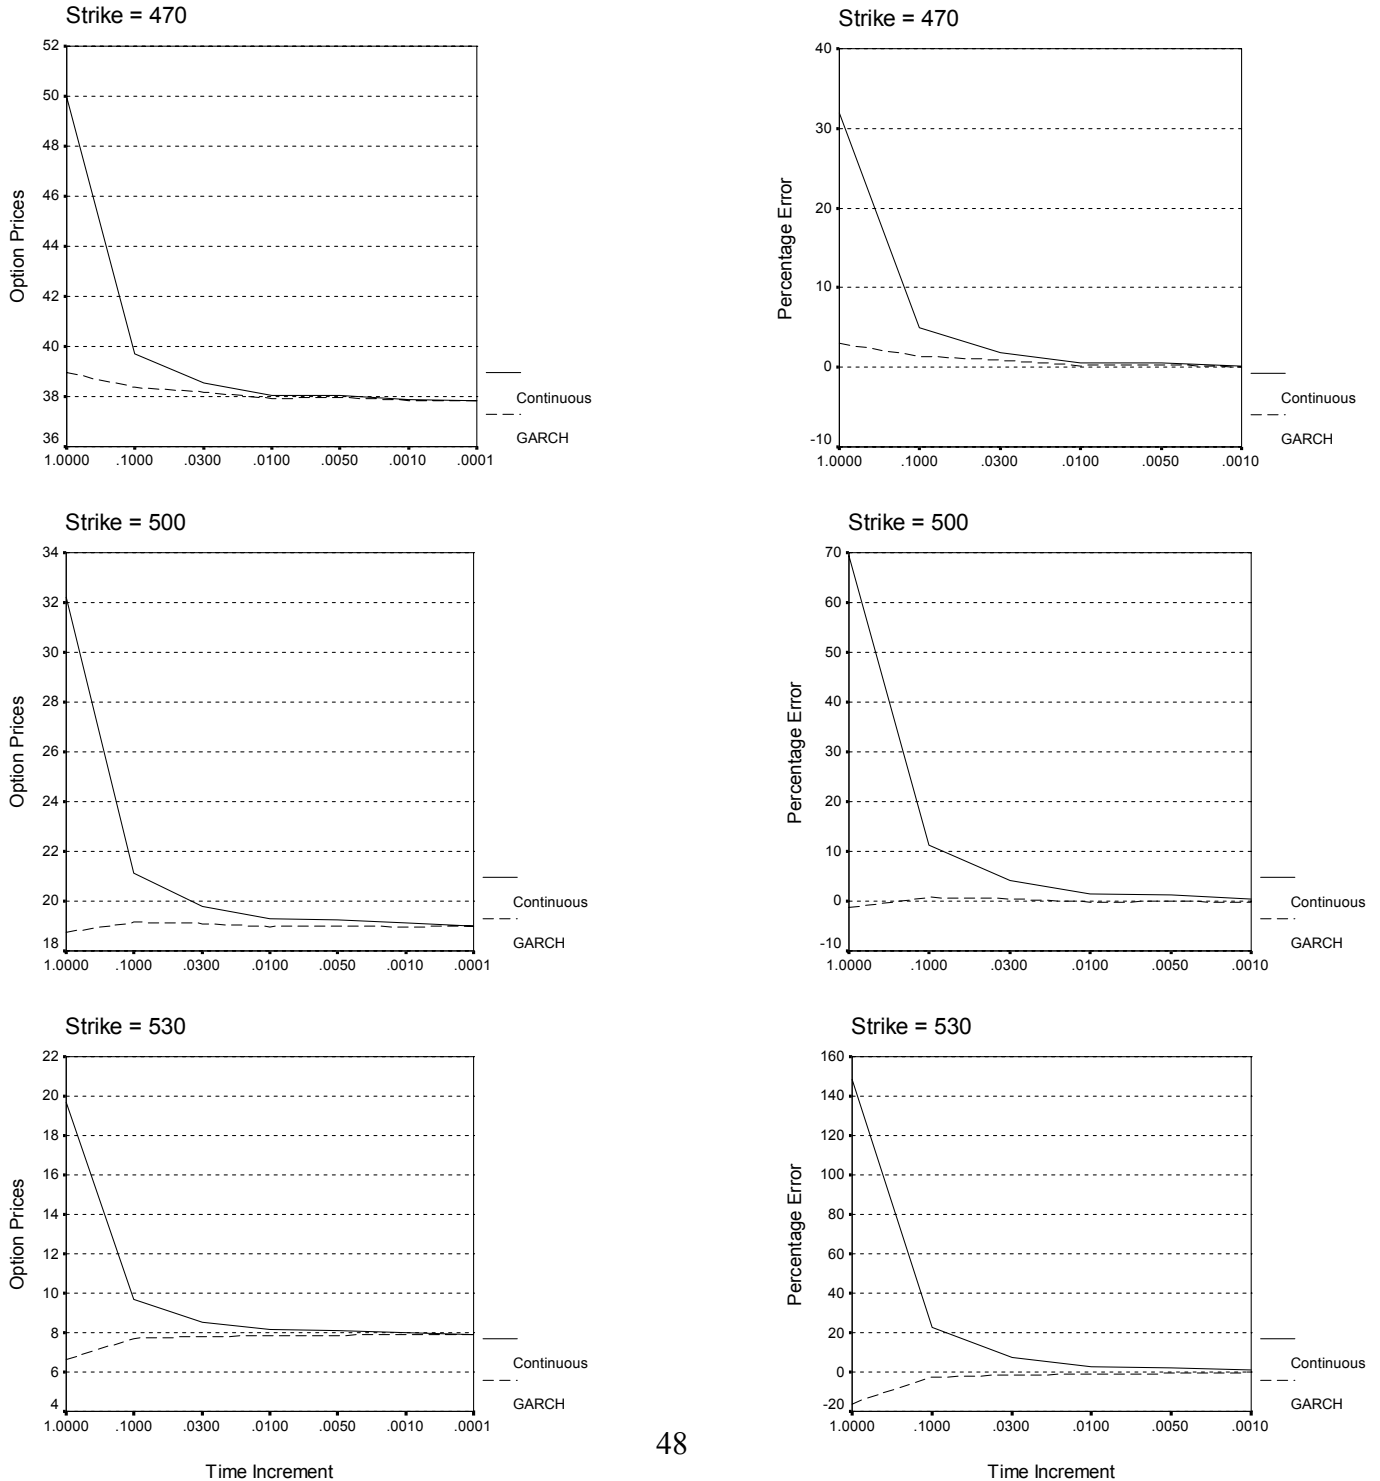 Strike = 470
52
50
48
46
44
42
40
38
36
Option Prices
1.0000 .1000 .0300 .0100 .0050 .0010 .0001
Continuous
GARCH
Strike = 470
40
30
20
10
0
-10
Percentage Error
1.0000 .1000 .0300 .0100 .0050 .0010
Continuous
GARCH
Strike = 500
34
32
30
28
26
24
22
20
18
Option Prices
1.0000 .1000 .0300 .0100 .0050 .0010 .0001
Continuous
GARCH
Strike = 500
70
60
50
40
30
20
10
0
-10
Percentage Error
1.0000 .1000 .0300 .0100 .0050 .0010
Continuous
GARCH
Strike = 530
22
20
18
16
14
12
10
8
6
4
Option Prices
1.0000 .1000 .0300 .0100 .0050 .0010 .0001
Time Increment
Continuous
GARCH
Strike = 530
160
140
120
100
80
60
40
20
0
-20
Percentage Error
1.0000 .1000 .0300 .0100 .0050 .0010
Time Increment
Continuous
GARCH
48